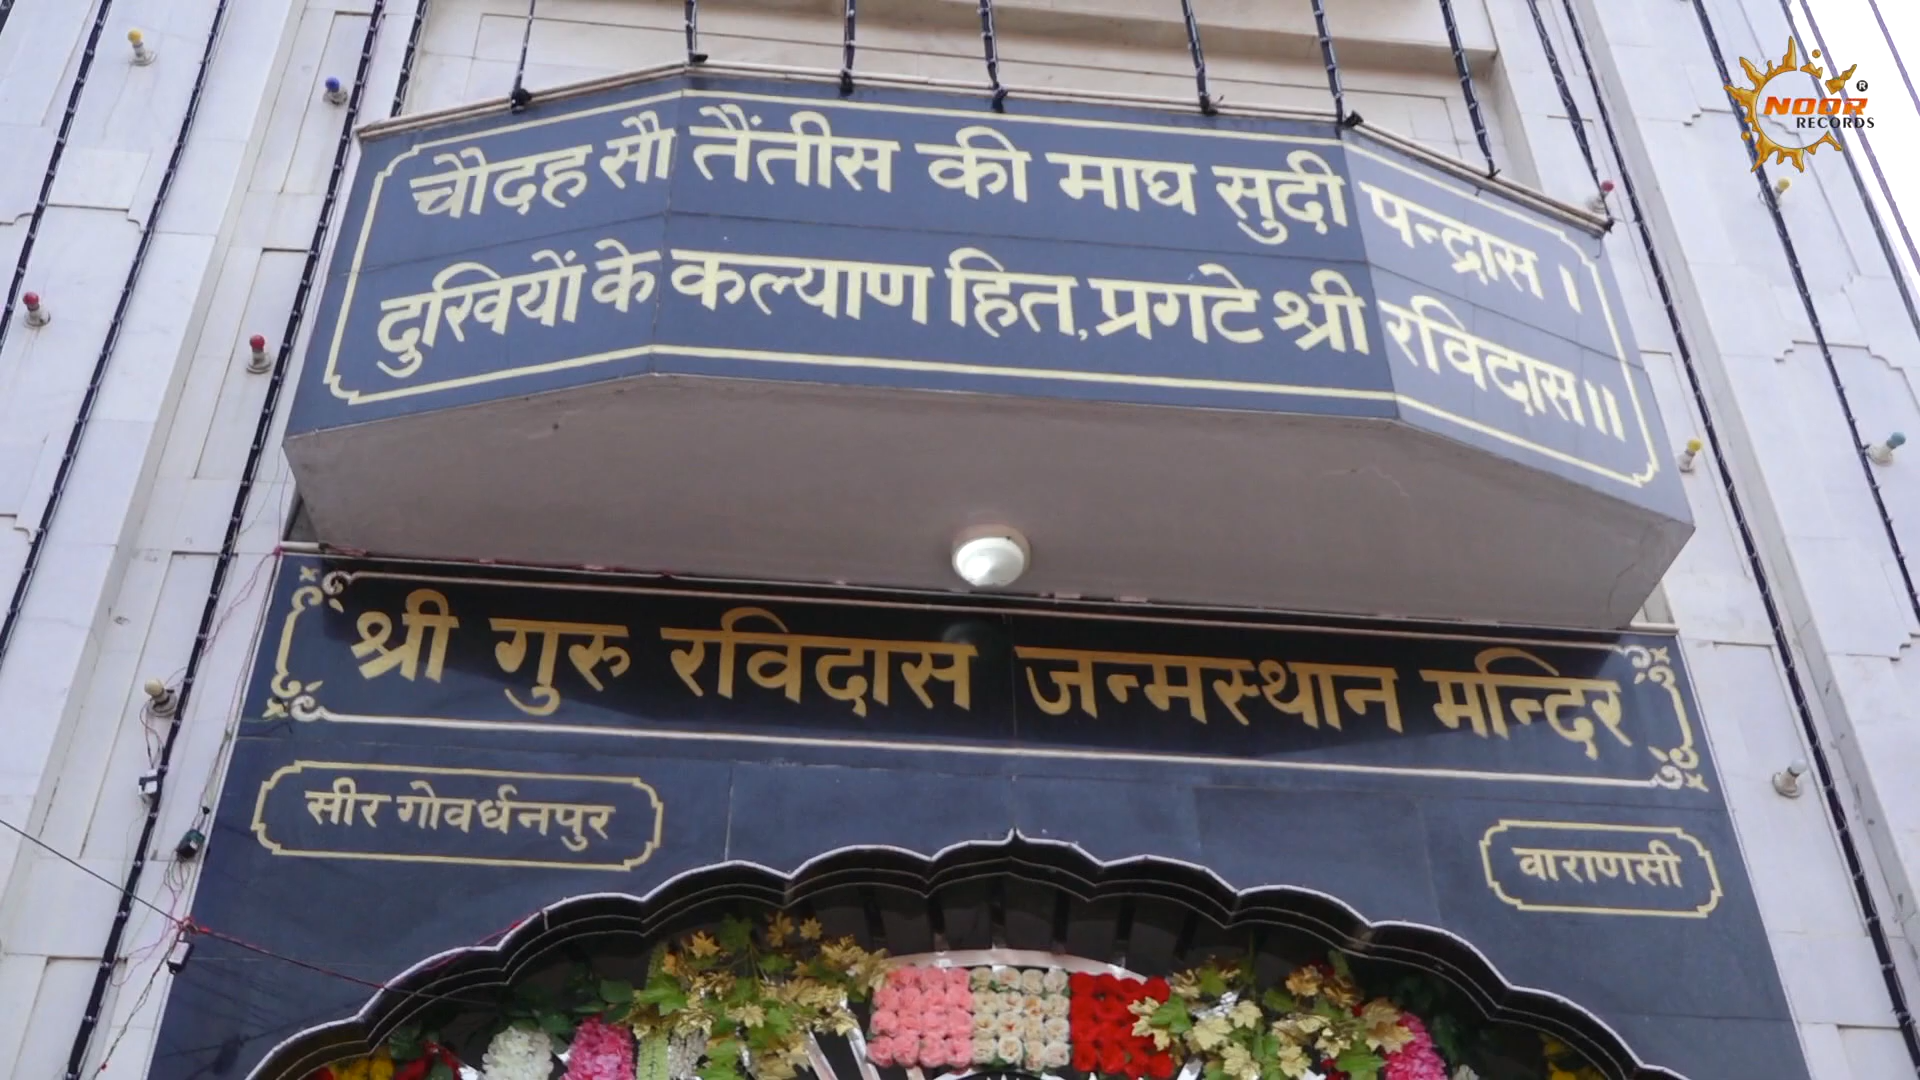 NOOR®
RECORDS
चौदह सौ तैंतीस की माघ सुदी पन्द्रास ।
दुखियों के कल्याण हित, प्रगटे श्री रविदास॥
श्री गुरु रविदास जन्मस्थान मन्दिर
सीर गोवर्धनपुर
वाराणसी